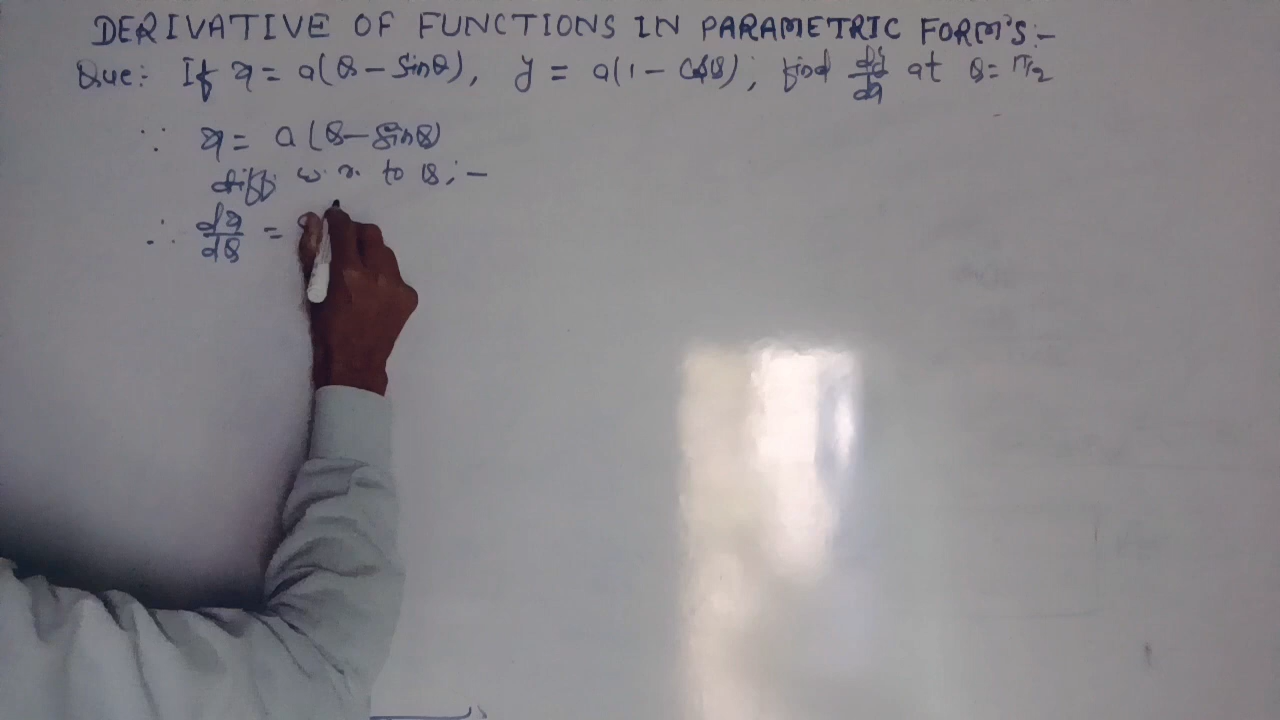 DERIVATIVE OF FUNCTIONS IN PARAMETRIC FORM'S:-
Que: If x = a(θ - sinθ), y = a(1 - cosθ); find dy/dx at θ = π/2
∵ x = a(θ - sinθ)
diff w. r. to θ; -
∴ dx/dθ =